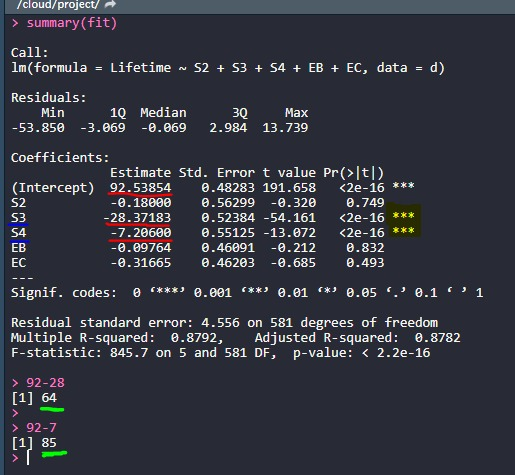 /cloud/project/
> summary(fit)
Call:
lm(formula = Lifetime ~ S2 + S3 + S4 + EB + EC, data = d)
Residuals:
Min 1Q Median 3Q Max
-53.850 -3.069 -0.069 2.984 13.739
Coefficients:
Estimate Std. Error t value Pr(>|t|)
(Intercept) 92.53854 0.48283 191.658 <2e-16 ***
S2 -0.18000 0.56299 -0.320 0.749
S3 -28.37183 0.52384 -54.161 <2e-16 ***
S4 -7.20600 0.55125 -13.072 <2e-16 ***
EB -0.09764 0.46091 -0.212 0.832
EC -0.31665 0.46203 -0.685 0.493
---
Signif. codes: 0 ‘***’ 0.001 ‘**’ 0.01 ‘*’ 0.05 ‘.’ 0.1 ‘ ’ 1
Residual standard error: 4.556 on 581 degrees of freedom
Multiple R-squared: 0.8792, Adjusted R-squared: 0.8782
F-statistic: 845.7 on 5 and 581 DF, p-value: < 2.2e-16
> 92-28
[1] 64
>
> 92-7
[1] 85
>